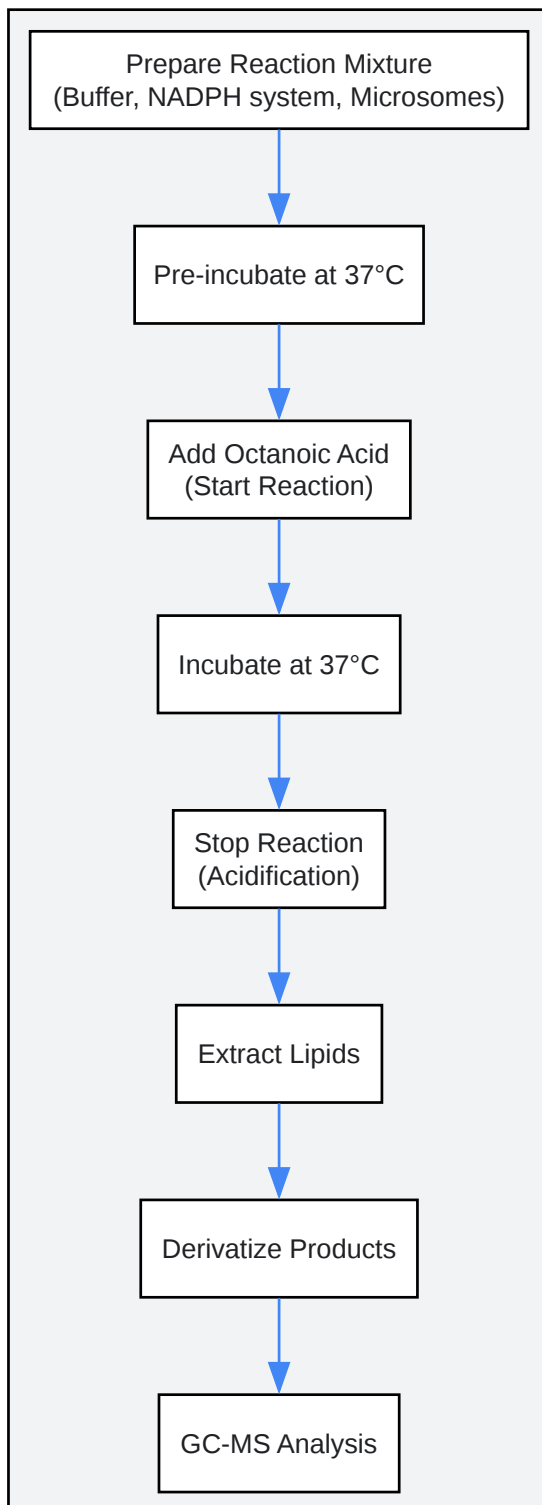 Prepare Reaction Mixture
(Buffer, NADPH system, Microsomes)
Pre-incubate at 37°C
Add Octanoic Acid
(Start Reaction)
Incubate at 37°C
Stop Reaction
(Acidification)
Extract Lipids
Derivatize Products
GC-MS Analysis